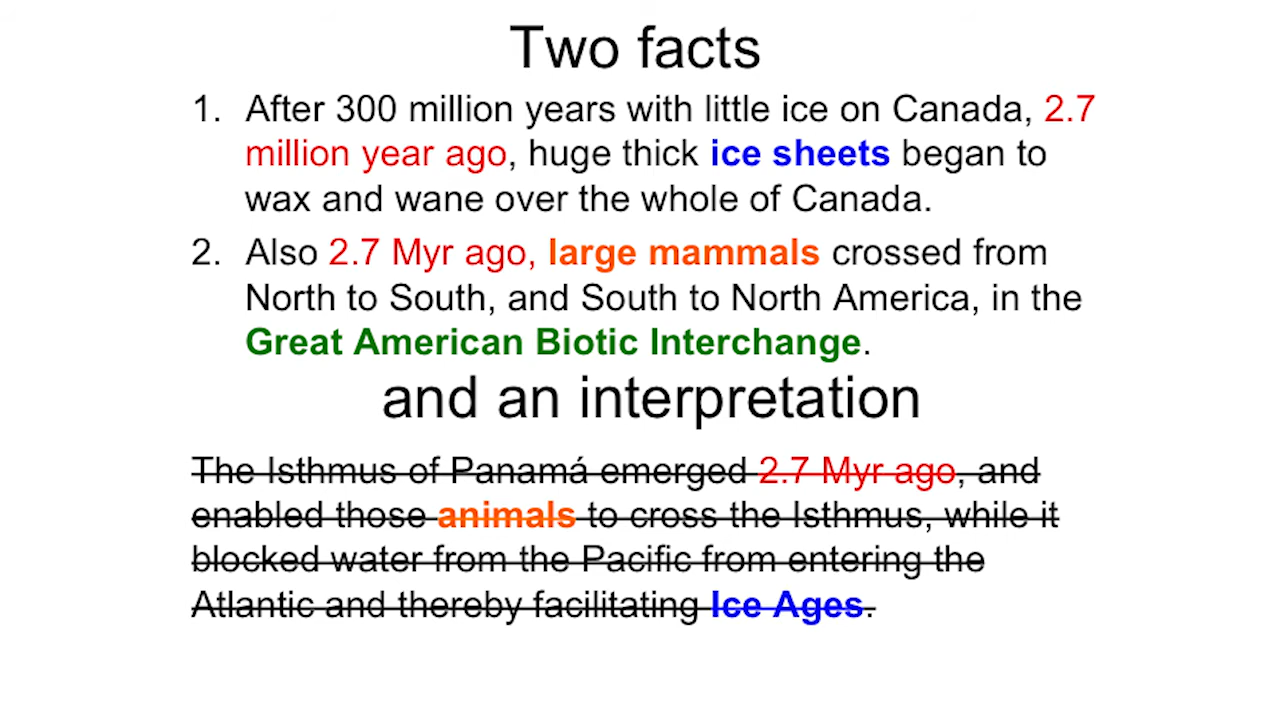 Two facts
1. After 300 million years with little ice on Canada, 2.7
million year ago, huge thick ice sheets began to
wax and wane over the whole of Canada.
2. Also 2.7 Myr ago, large mammals crossed from
North to South, and South to North America, in the
Great American Biotic Interchange.
and an interpretation
The Isthmus of Panamá emerged 2.7 Myr ago, and
enabled those animals to cross the Isthmus, while it
blocked water from the Pacific from entering the
Atlantic and thereby facilitating Ice Ages.